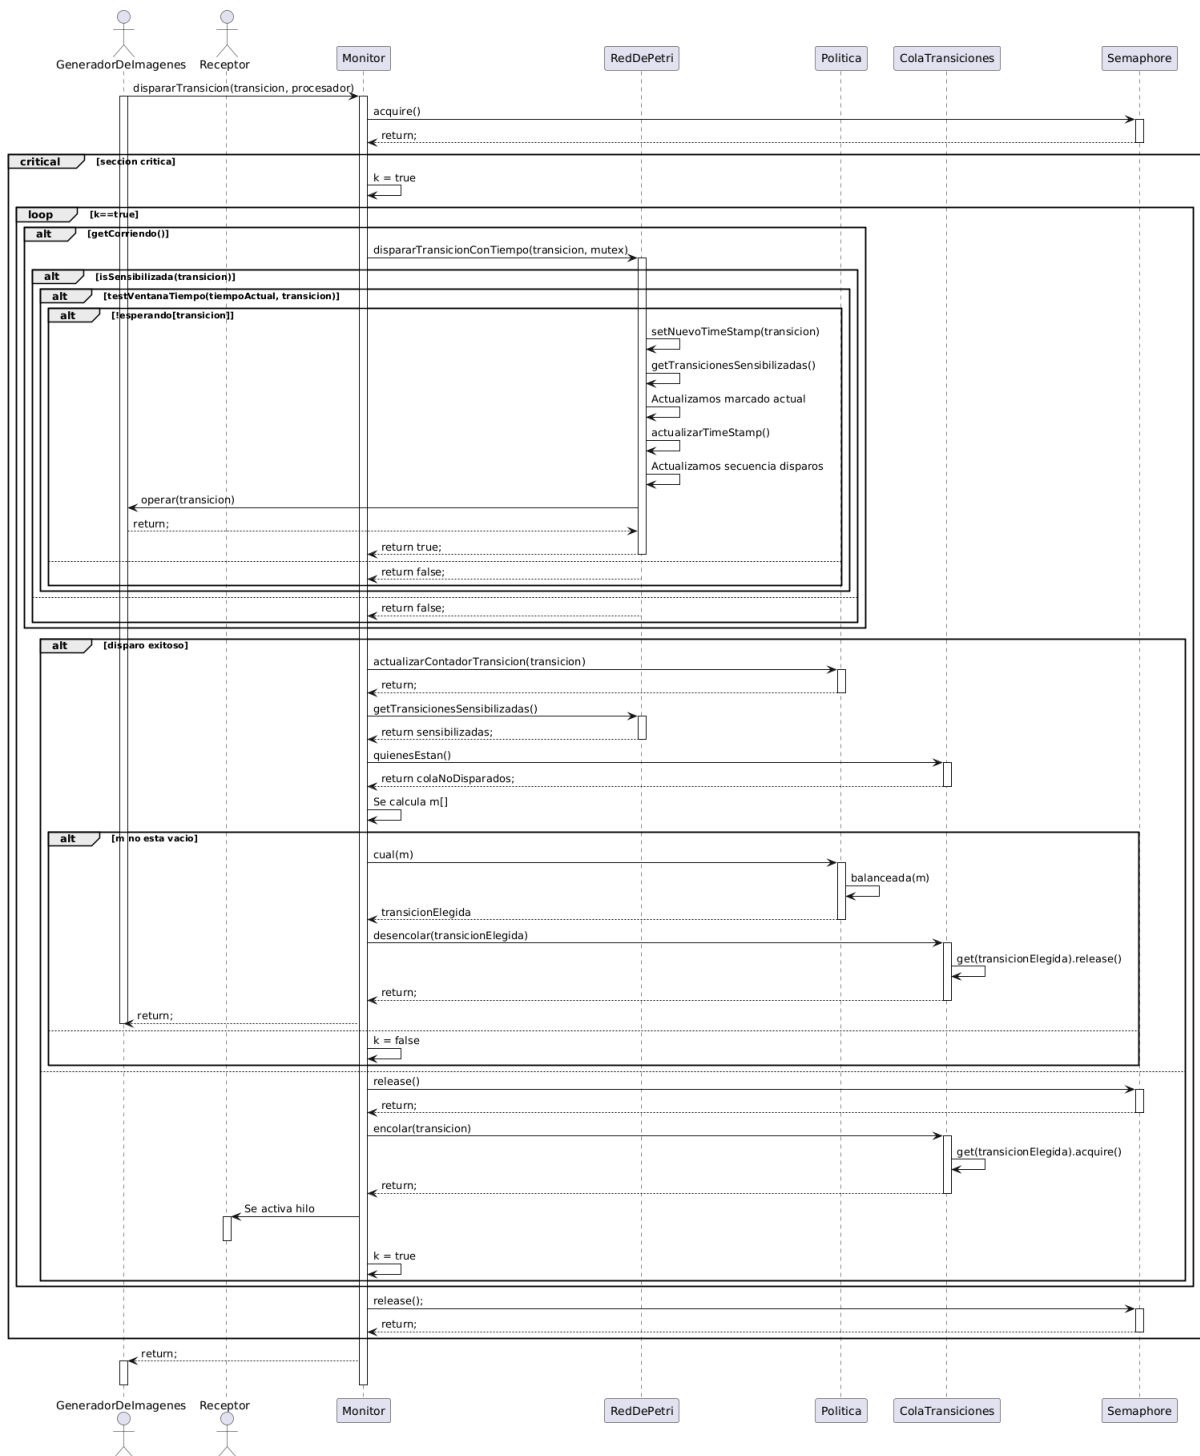 GeneradorDeImagenes Receptor Monitor RedDePetri Politica ColaTransiciones Semaphore
dispararTransicion(transicion, procesador)
acquire()
return;
critical [seccion critica]
k = true
loop [k==true]
alt [getCorriendo()]
dispararTransicionConTiempo(transicion, mutex)
alt [isSensibilizada(transicion)]
alt [testVentanaTiempo(tiempoActual, transicion)]
alt [!esperando[transicion]]
setNuevoTimeStamp(transicion)
getTransicionesSensibilizadas()
Actualizamos marcado actual
actualizarTimeStamp()
Actualizamos secuencia disparos
operar(transicion)
return;
return true;
return false;
return false;
alt [disparo exitoso]
actualizarContadorTransicion(transicion)
return;
getTransicionesSensibilizadas()
return sensibilizadas;
quienesEstan()
return colaNoDisparados;
Se calcula m[]
alt [m no esta vacio]
cual(m)
balanceada(m)
transicionElegida
desencolar(transicionElegida)
get(transicionElegida).release()
return;
return;
k = false
release()
return;
encolar(transicion)
get(transicionElegida).acquire()
return;
Se activa hilo
k = true
release();
return;
return;
GeneradorDeImagenes Receptor Monitor RedDePetri Politica ColaTransiciones Semaphore